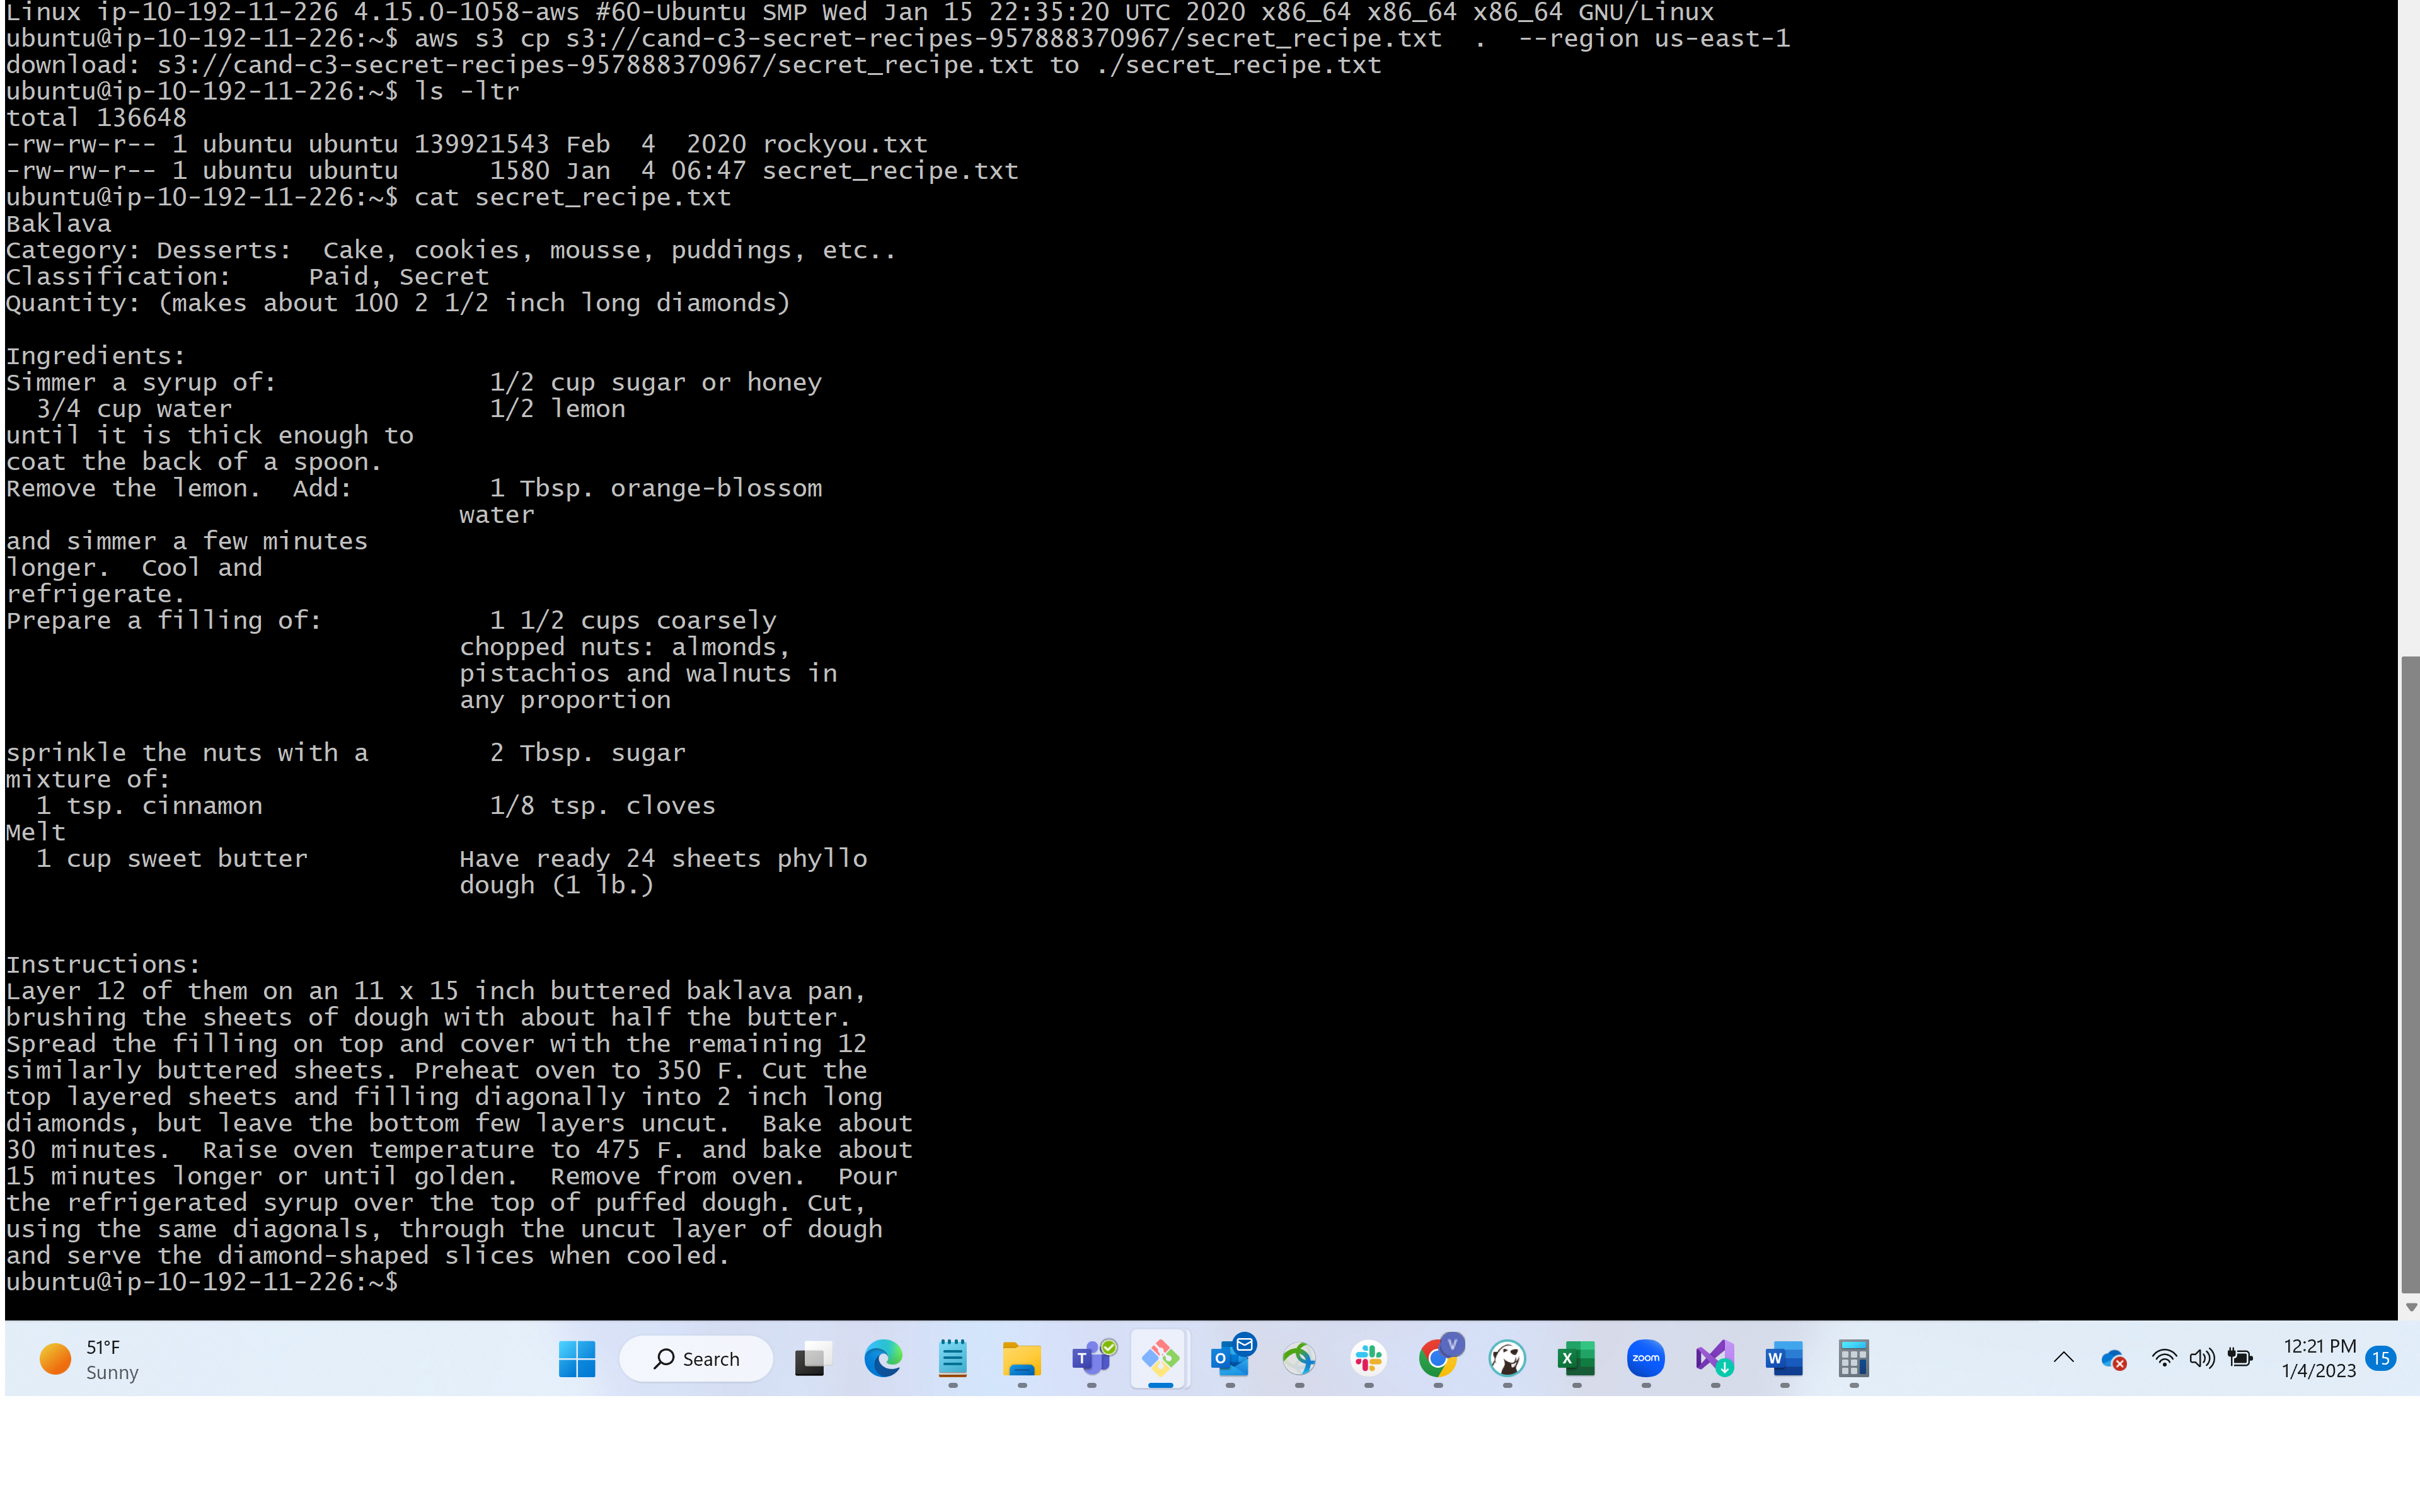 Linux ip-10-192-11-226 4.15.0-1058-aws #60-Ubuntu SMP Wed Jan 15 22:35:20 UTC 2020 x86_64 x86_64 x86_64 GNU/Linux
ubuntu@ip-10-192-11-226:~$ aws s3 cp s3://cand-c3-secret-recipes-957888370967/secret_recipe.txt  .  --region us-east-1
download: s3://cand-c3-secret-recipes-957888370967/secret_recipe.txt to ./secret_recipe.txt
ubuntu@ip-10-192-11-226:~$ ls -ltr
total 136648
-rw-rw-r-- 1 ubuntu ubuntu 139921543 Feb  4  2020 rockyou.txt
-rw-rw-r-- 1 ubuntu ubuntu      1580 Jan  4 06:47 secret_recipe.txt
ubuntu@ip-10-192-11-226:~$ cat secret_recipe.txt
Baklava
Category: Desserts:  Cake, cookies, mousse, puddings, etc..
Classification:     Paid, Secret
Quantity: (makes about 100 2 1/2 inch long diamonds)
Ingredients:
Simmer a syrup of:              1/2 cup sugar or honey
  3/4 cup water                 1/2 lemon
until it is thick enough to
coat the back of a spoon.
Remove the lemon.  Add:         1 Tbsp. orange-blossom
                              water
and simmer a few minutes
longer.  Cool and
refrigerate.
Prepare a filling of:           1 1/2 cups coarsely
                              chopped nuts: almonds,
                              pistachios and walnuts in
                              any proportion
sprinkle the nuts with a        2 Tbsp. sugar
mixture of:
  1 tsp. cinnamon               1/8 tsp. cloves
Melt
  1 cup sweet butter          Have ready 24 sheets phyllo
                              dough (1 lb.)
Instructions:
Layer 12 of them on an 11 x 15 inch buttered baklava pan,
brushing the sheets of dough with about half the butter.
Spread the filling on top and cover with the remaining 12
similarly buttered sheets. Preheat oven to 350 F. Cut the
top layered sheets and filling diagonally into 2 inch long
diamonds, but leave the bottom few layers uncut.  Bake about
30 minutes.  Raise oven temperature to 475 F. and bake about
15 minutes longer or until golden.  Remove from oven.  Pour
the refrigerated syrup over the top of puffed dough. Cut,
using the same diagonals, through the uncut layer of dough
and serve the diamond-shaped slices when cooled.
ubuntu@ip-10-192-11-226:~$
51°F
Sunny
Search
T
O
V
X
zoom
W
12:21 PM
1/4/2023
15